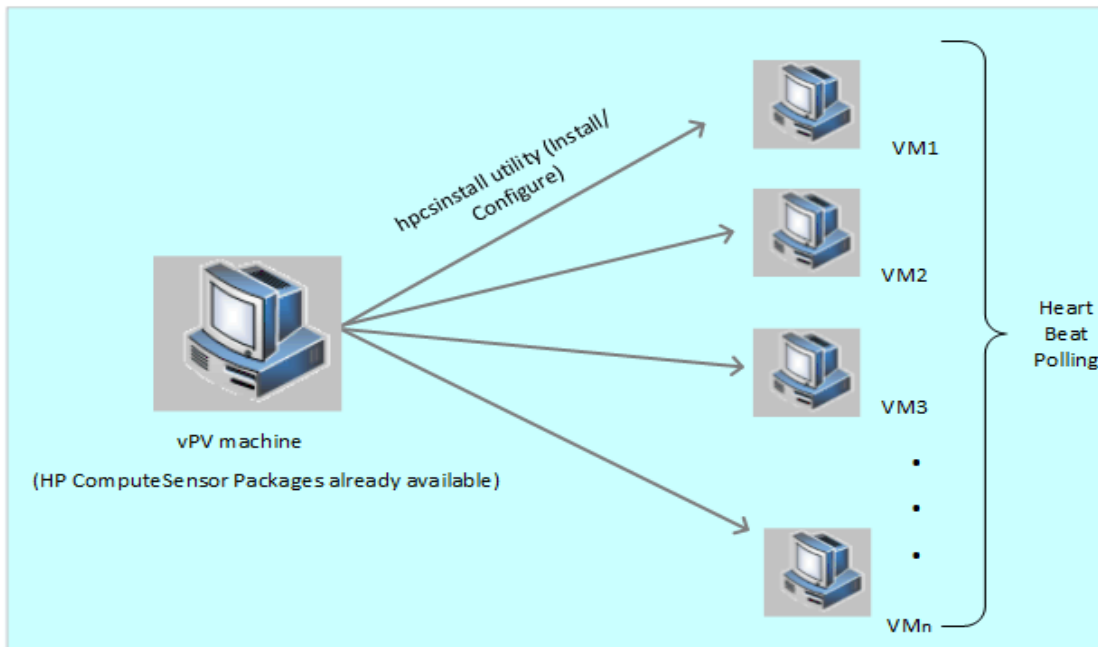 hpcsinstall utility (Install/
Configure)
VM1
VM2
VM3
VMn
Heart
Beat
Polling
vPV machine
(HP ComputeSensor Packages already available)